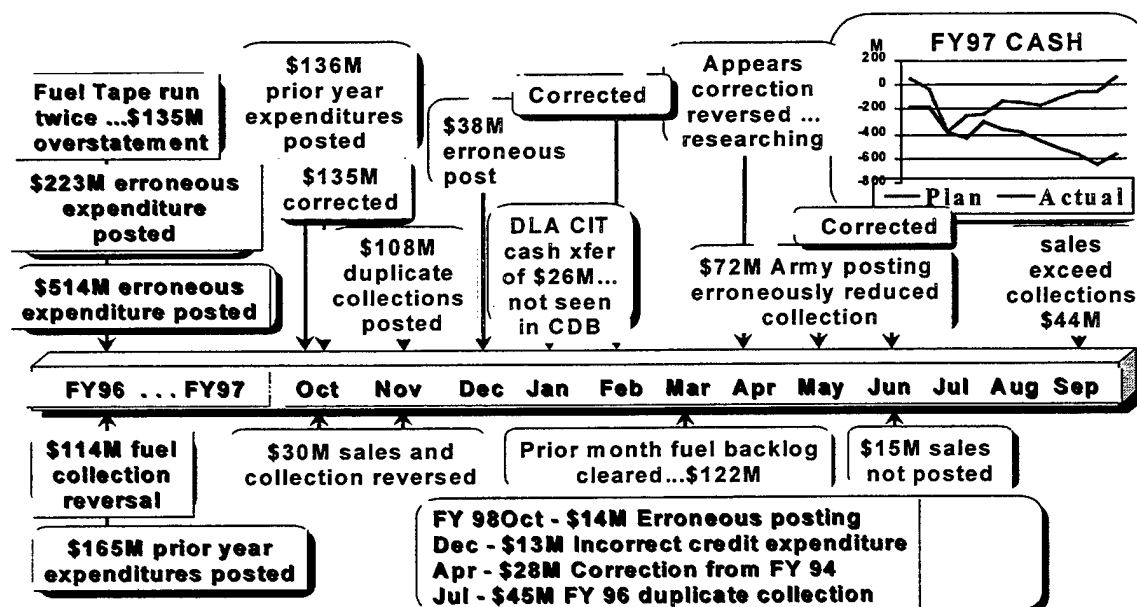 Fuel Tape run
twice ...$135M
overstatement
$223M erroneous
expenditure
posted
$514M erroneous
expenditure posted
$136M
prior year
expenditures
posted
$135M
corrected
$108M
duplicate
collections
posted
$38M
erroneous
post
Corrected
DLA CIT
cash xfer
of $26M...
not seen
in CDB
Appears
correction
reversed ...
researching
$72M Army posting
erroneously reduced
collection
Corrected
FY97 CASH
M
200
0
-200
-400
-600
-800
Plan Actual
sales
exceed
collections
$44M
FY96 ... FY97 Oct Nov Dec Jan Feb Mar Apr May Jun Jul Aug Sep
$114M fuel
collection
reversal
$165M prior year
expenditures posted
$30M sales and
collection reversed
Prior month fuel backlog
cleared...$122M
$15M sales
not posted
FY 98Oct - $14M Erroneous posting
Dec - $13M Incorrect credit expenditure
Apr - $28M Correction from FY 94
Jul - $45M FY 96 duplicate collection